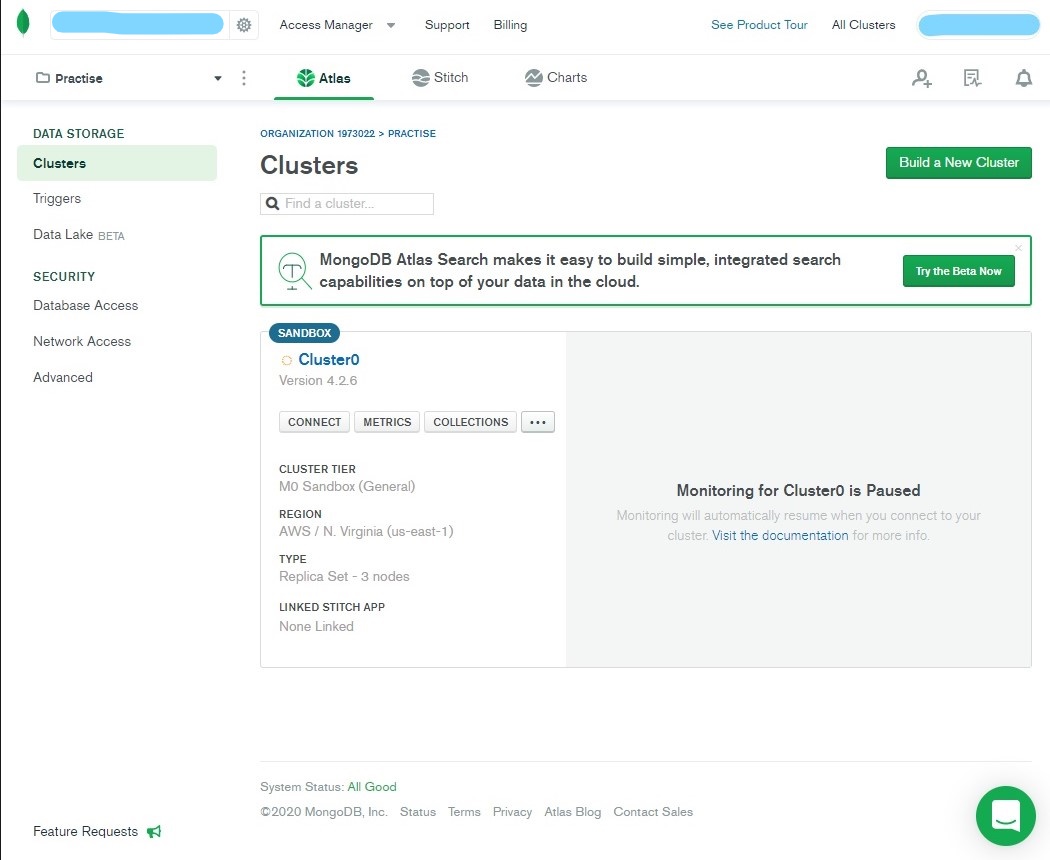 Access Manager
Support
Billing
See Product Tour
All Clusters
Practise
Atlas
Stitch
Charts
DATA STORAGE
Clusters
Triggers
Data Lake BETA
SECURITY
Database Access
Network Access
Advanced
Feature Requests
ORGANIZATION 1973022 > PRACTISE
Clusters
Build a New Cluster
Find a cluster...
MongoDB Atlas Search makes it easy to build simple, integrated search
capabilities on top of your data in the cloud.
Try the Beta Now
SANDBOX
Cluster0
Version 4.2.6
CONNECT
METRICS
COLLECTIONS
...
CLUSTER TIER
M0 Sandbox (General)
REGION
AWS / N. Virginia (us-east-1)
TYPE
Replica Set - 3 nodes
LINKED STITCH APP
None Linked
Monitoring for Cluster0 is Paused
Monitoring will automatically resume when you connect to your
cluster. Visit the documentation for more info.
System Status: All Good
©2020 MongoDB, Inc. Status Terms Privacy Atlas Blog Contact Sales